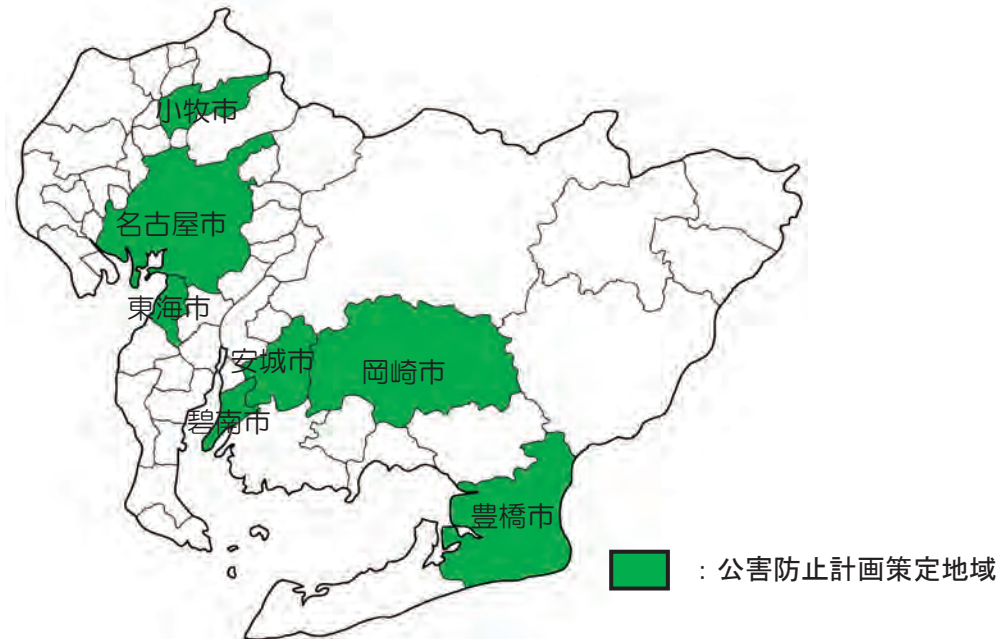 小牧市
名古屋市
東海市
安城市
岡崎市
碧南市
豊橋市
：公害防止計画策定地域